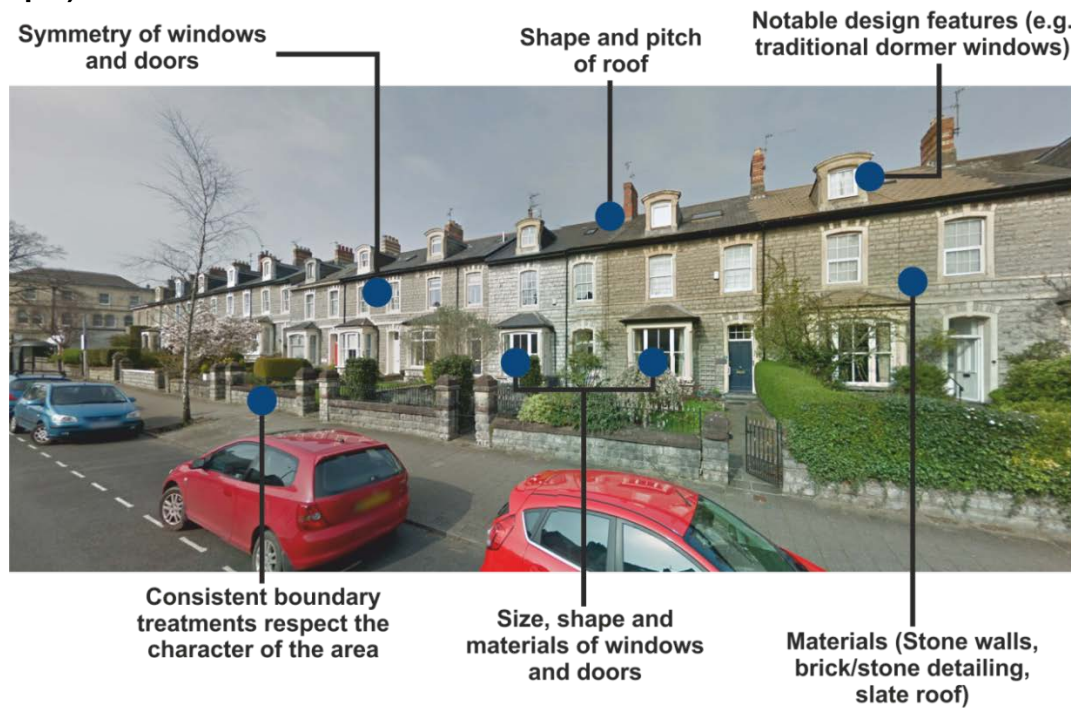 Symmetry of windows
and doors
Shape and pitch
of roof
Notable design features (e.g.
traditional dormer windows)
Consistent boundary
treatments respect the
character of the area
Size, shape and
materials of windows
and doors
Materials (Stone walls,
brick/stone detailing,
slate roof)